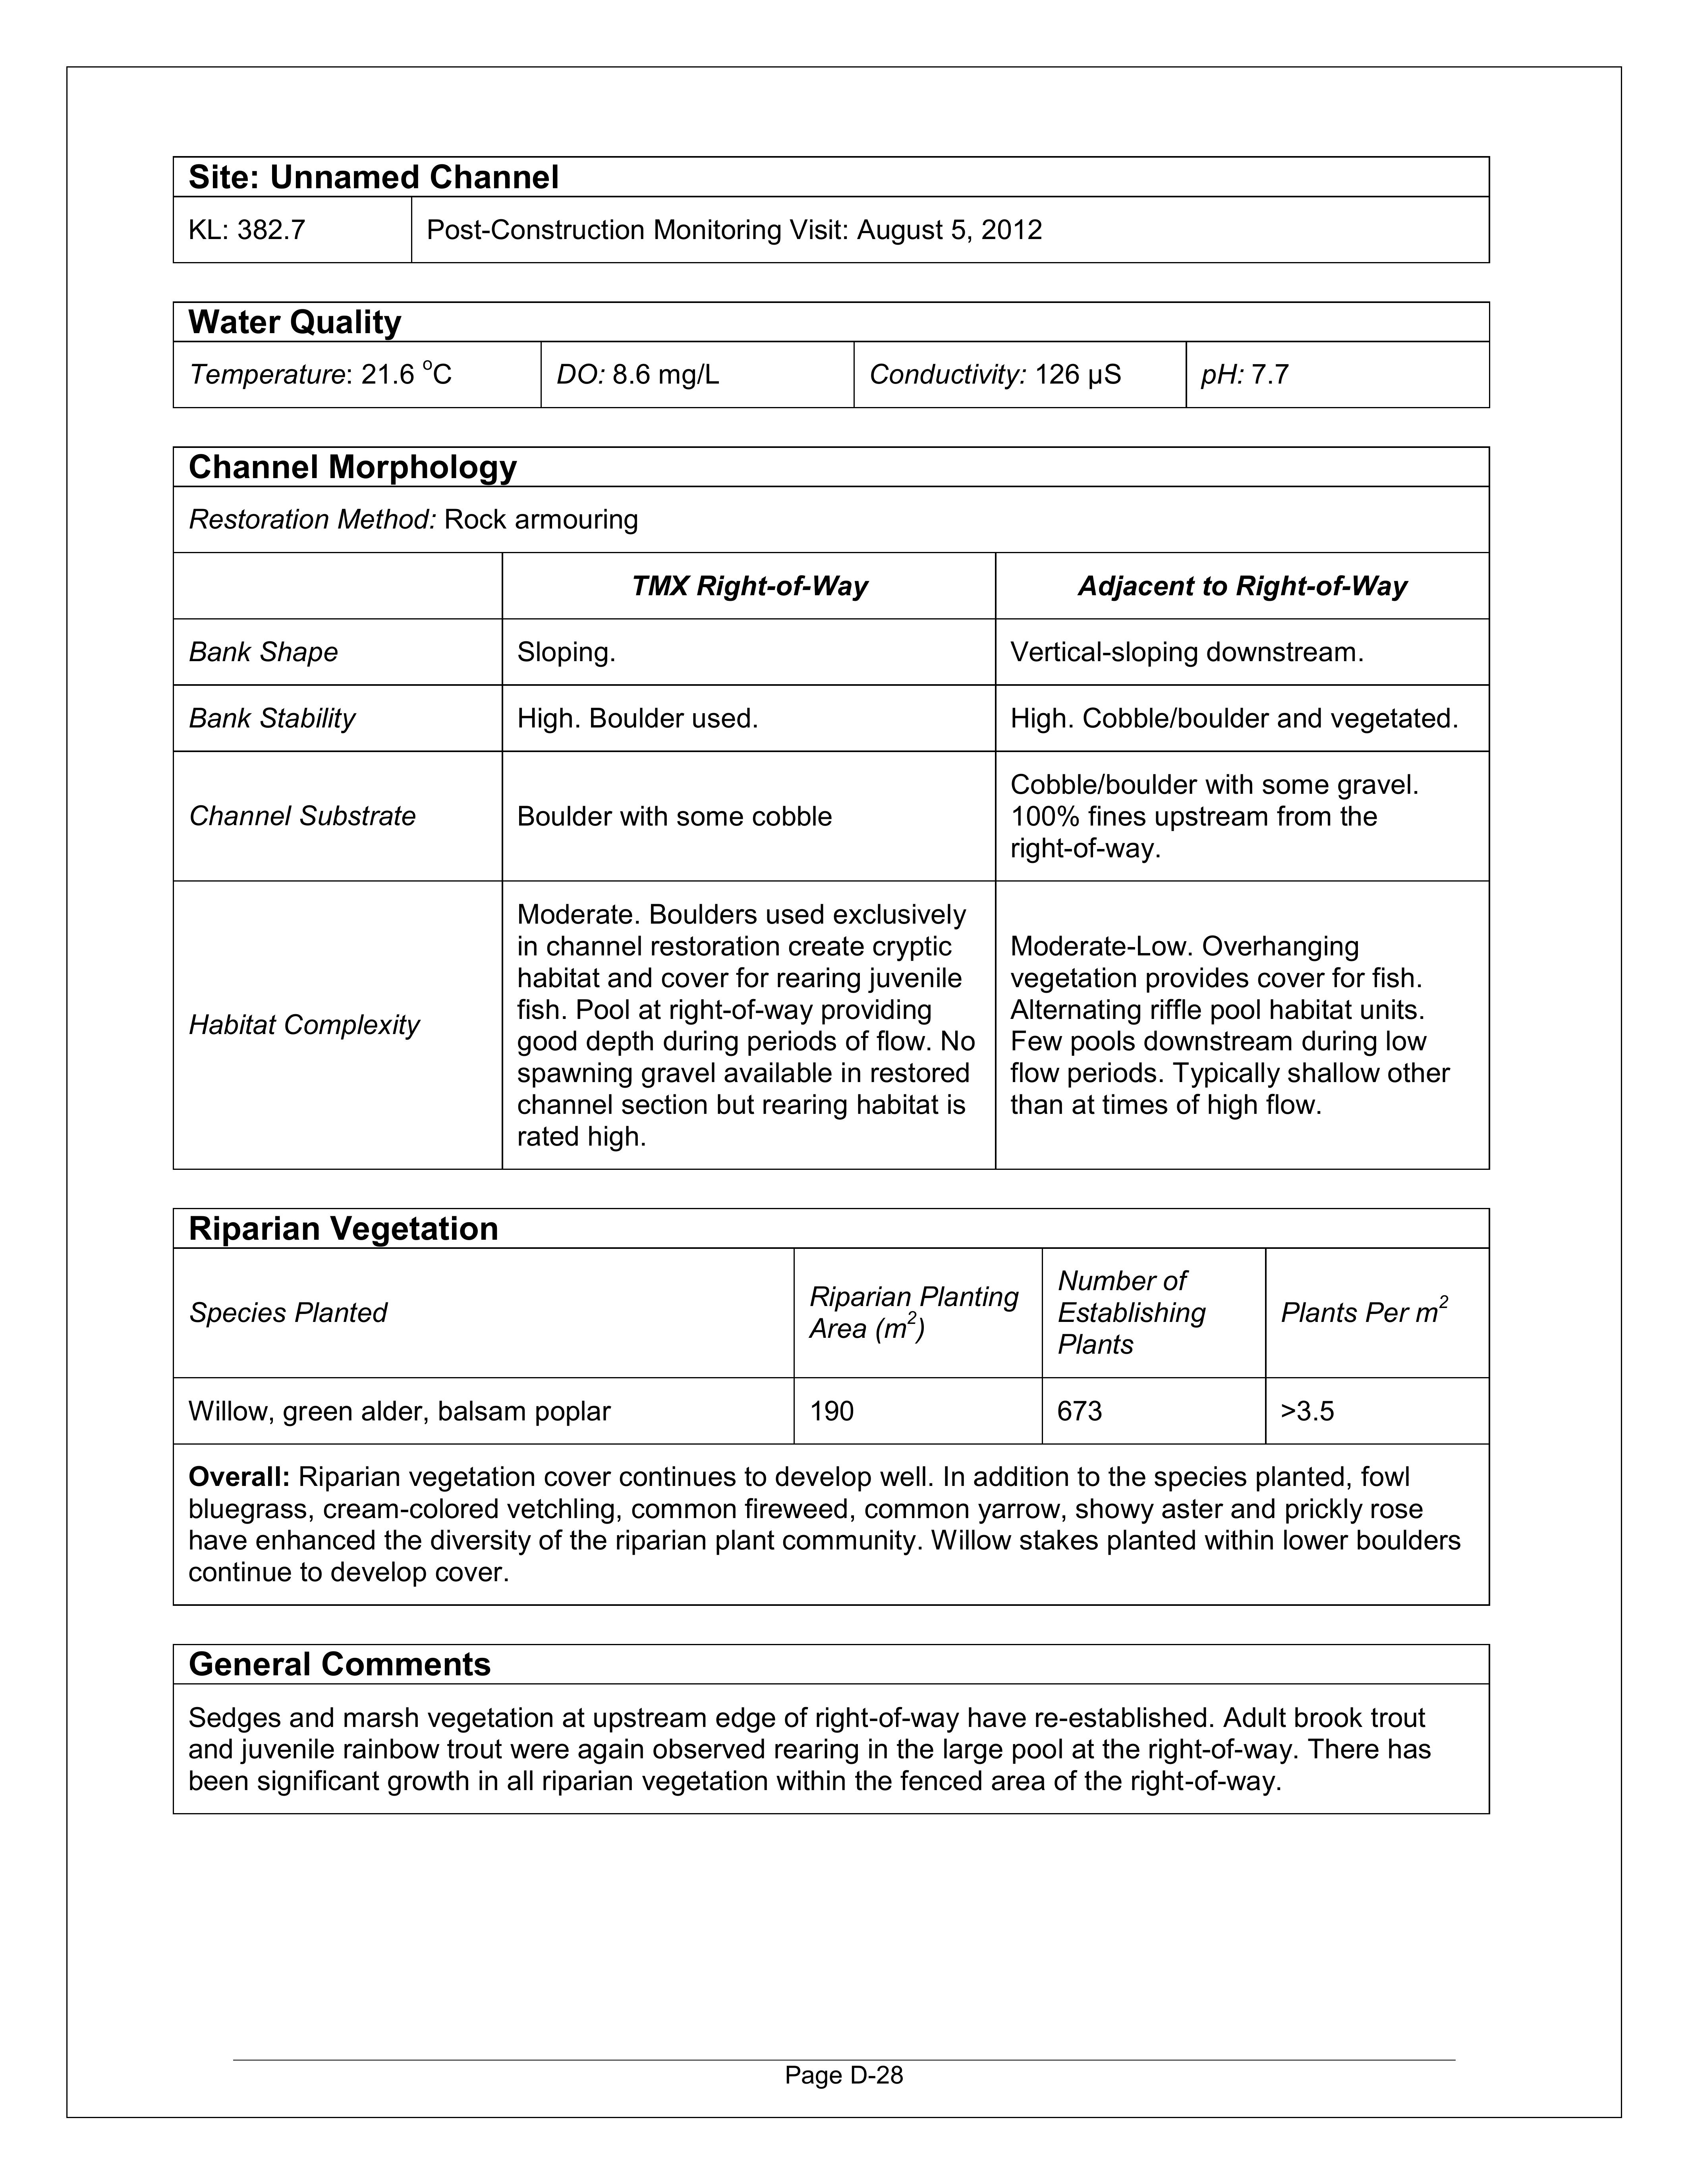 Site: Unnamed Channel
KL: 382.7
Post-Construction Monitoring Visit: August 5, 2012
Water Quality
Temperature: 21.6 °C
DO: 8.6 mg/L
Conductivity: 126 µS
pH: 7.7
Channel Morphology
Restoration Method: Rock armouring
TMX Right-of-Way
Adjacent to Right-of-Way
Bank Shape
Sloping.
Vertical-sloping downstream.
Bank Stability
High. Boulder used.
High. Cobble/boulder and vegetated.
Channel Substrate
Boulder with some cobble
Cobble/boulder with some gravel.
100% fines upstream from the
right-of-way.
Habitat Complexity
Moderate. Boulders used exclusively
in channel restoration create cryptic
habitat and cover for rearing juvenile
fish. Pool at right-of-way providing
good depth during periods of flow. No
spawning gravel available in restored
channel section but rearing habitat is
rated high.
Moderate-Low. Overhanging
vegetation provides cover for fish.
Alternating riffle pool habitat units.
Few pools downstream during low
flow periods. Typically shallow other
than at times of high flow.
Riparian Vegetation
Species Planted
Riparian Planting
Area (m²)
Number of
Establishing
Plants
Plants Per m²
Willow, green alder, balsam poplar
190
673
>3.5
Overall: Riparian vegetation cover continues to develop well. In addition to the species planted, fowl
bluegrass, cream-colored vetchling, common fireweed, common yarrow, showy aster and prickly rose
have enhanced the diversity of the riparian plant community. Willow stakes planted within lower boulders
continue to develop cover.
General Comments
Sedges and marsh vegetation at upstream edge of right-of-way have re-established. Adult brook trout
and juvenile rainbow trout were again observed rearing in the large pool at the right-of-way. There has
been significant growth in all riparian vegetation within the fenced area of the right-of-way.
Page D-28